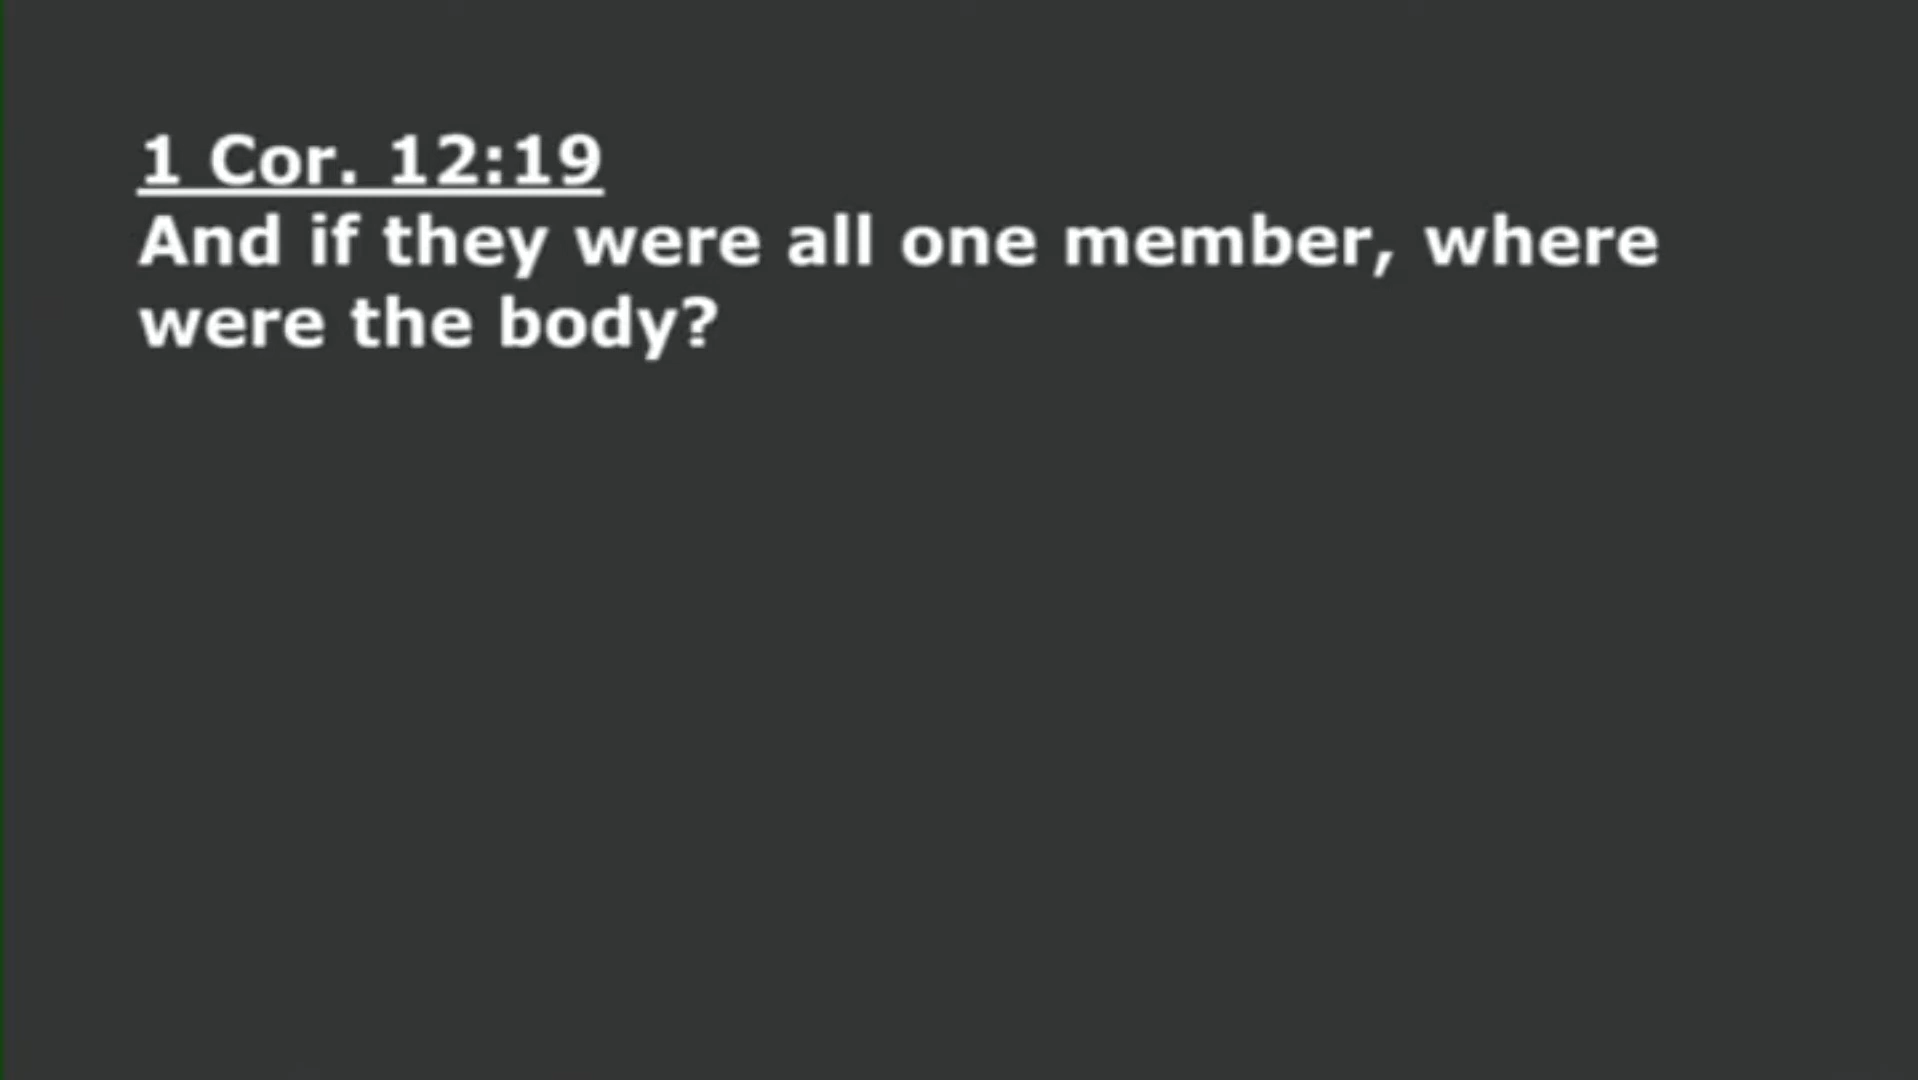 1 Cor. 12:19
And if they were all one member, where
were the body?